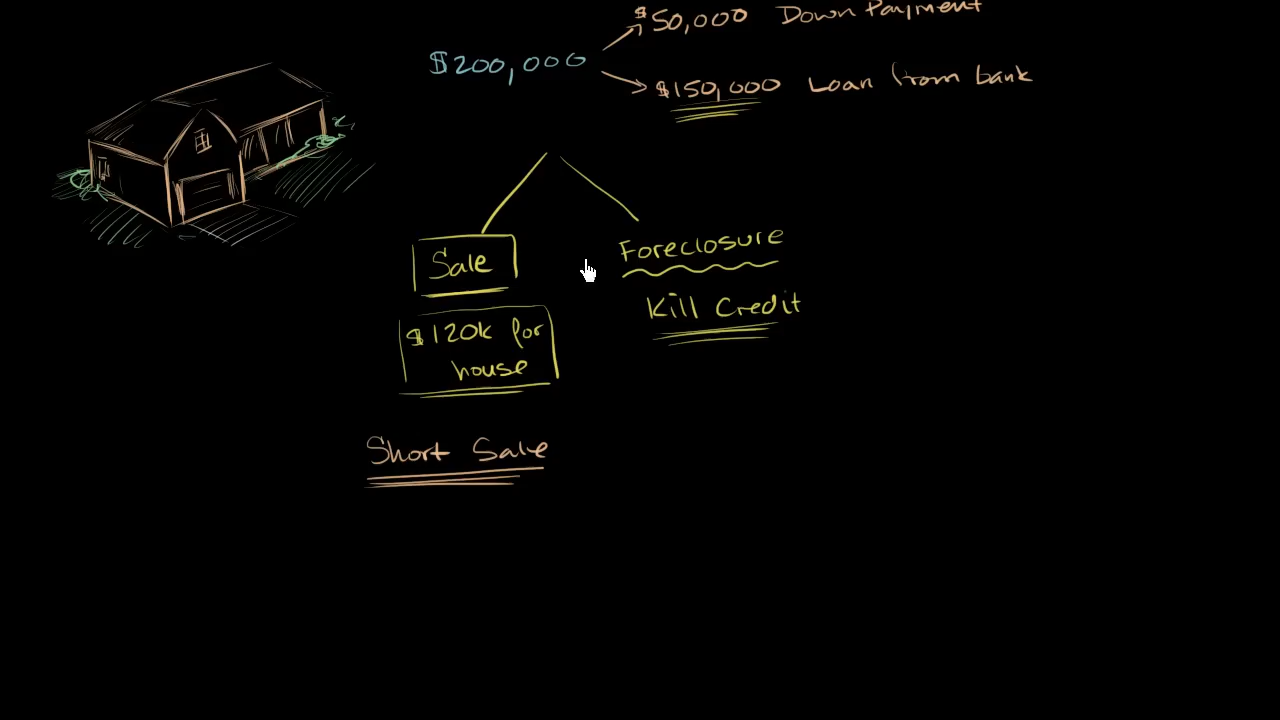 $50,000 Down Payment
$200,000
$150,000 Loan from bank
Sale
Foreclosure
Kill Credit
$120k for
house
Short Sale